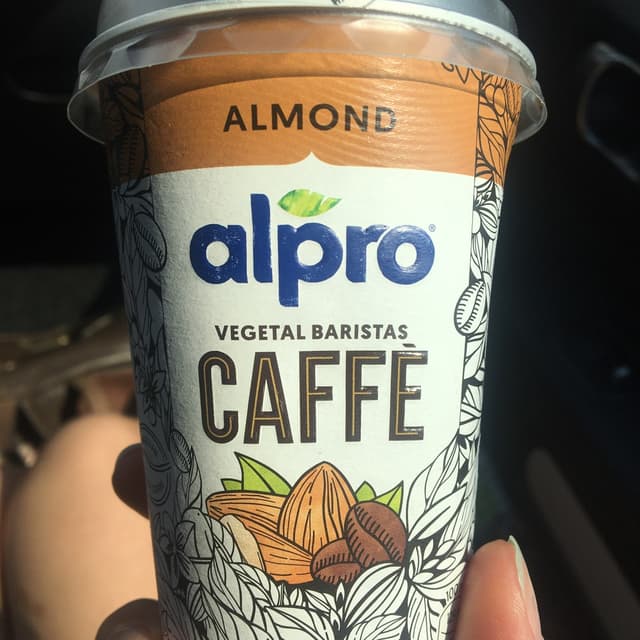 ALMOND
alpro®
VEGETAL BARISTAS
CAFFÈ